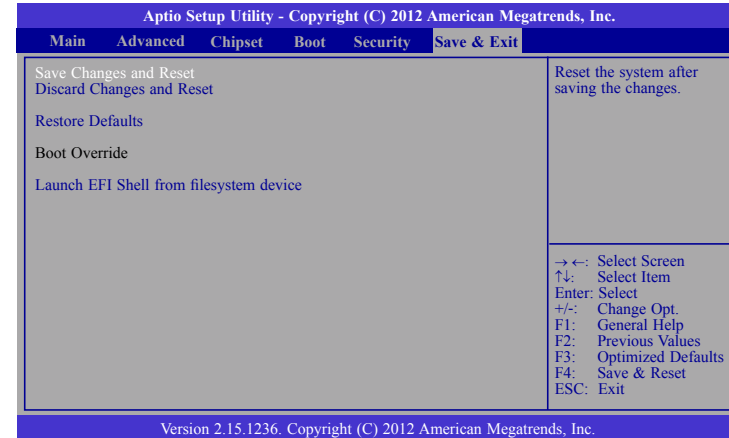 Aptio Setup Utility - Copyright (C) 2012 American Megatrends, Inc.
Main Advanced Chipset Boot Security Save & Exit
Save Changes and Reset
Discard Changes and Reset
Restore Defaults
Boot Override
Launch EFI Shell from filesystem device
Reset the system after
saving the changes.
→←: Select Screen
↑↓: Select Item
Enter: Select
+/-: Change Opt.
F1: General Help
F2: Previous Values
F3: Optimized Defaults
F4: Save & Reset
ESC: Exit
Version 2.15.1236. Copyright (C) 2012 American Megatrends, Inc.